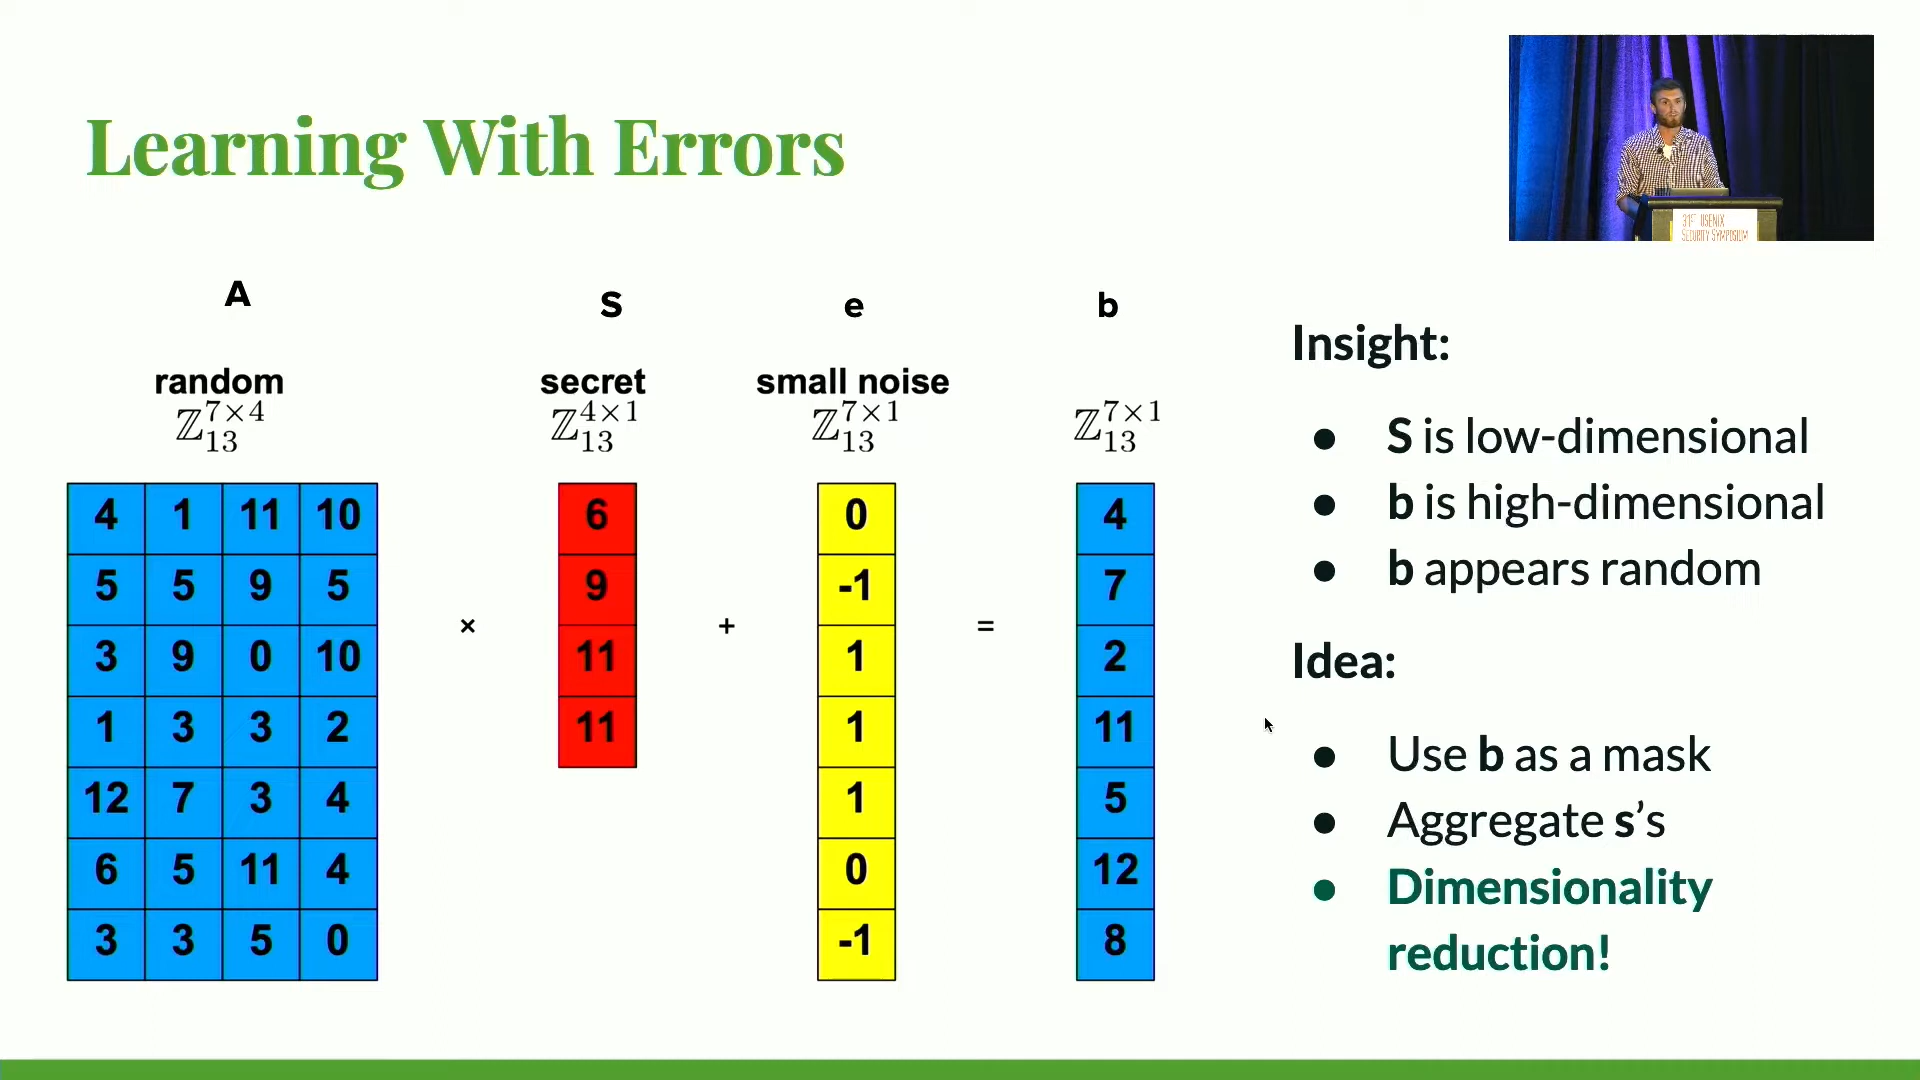 Learning With Errors
31ST USENIX
SECURITY SYMPOSIUM
A S e b
random secret small noise
ℤ₁₃^{7×4} ℤ₁₃^{4×1} ℤ₁₃^{7×1} ℤ₁₃^{7×1}
4 1 11 10 6 0 4
5 5 9 5 9 -1 7
3 9 0 10 × 11 + 1 = 2
1 3 3 2 11 1 11
12 7 3 4 1 5
6 5 11 4 0 12
3 3 5 0 -1 8
Insight:
● S is low-dimensional
● b is high-dimensional
● b appears random
Idea:
● Use b as a mask
● Aggregate s’s
● Dimensionality
reduction!